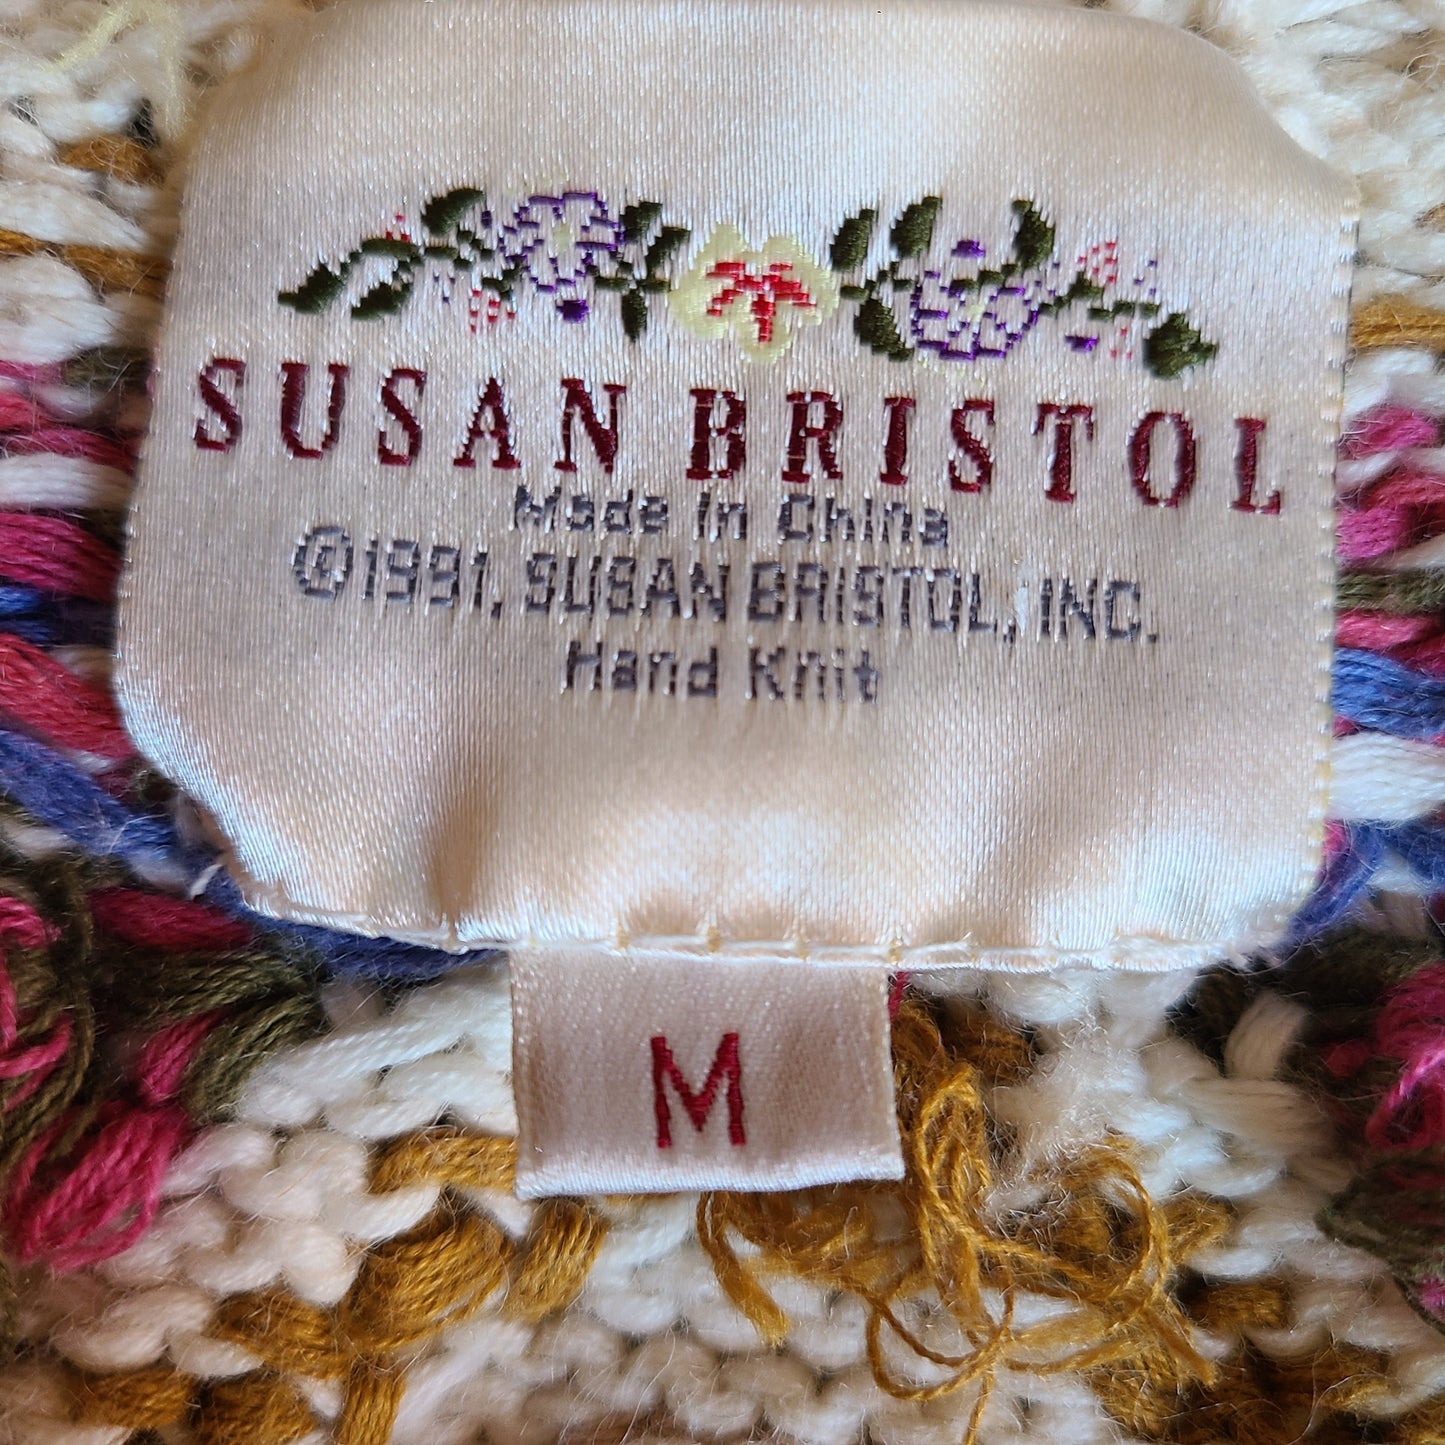 SUSAN BRISTOL
Made in China
©1991, SUSAN BRISTOL, INC.
Hand Knit
M